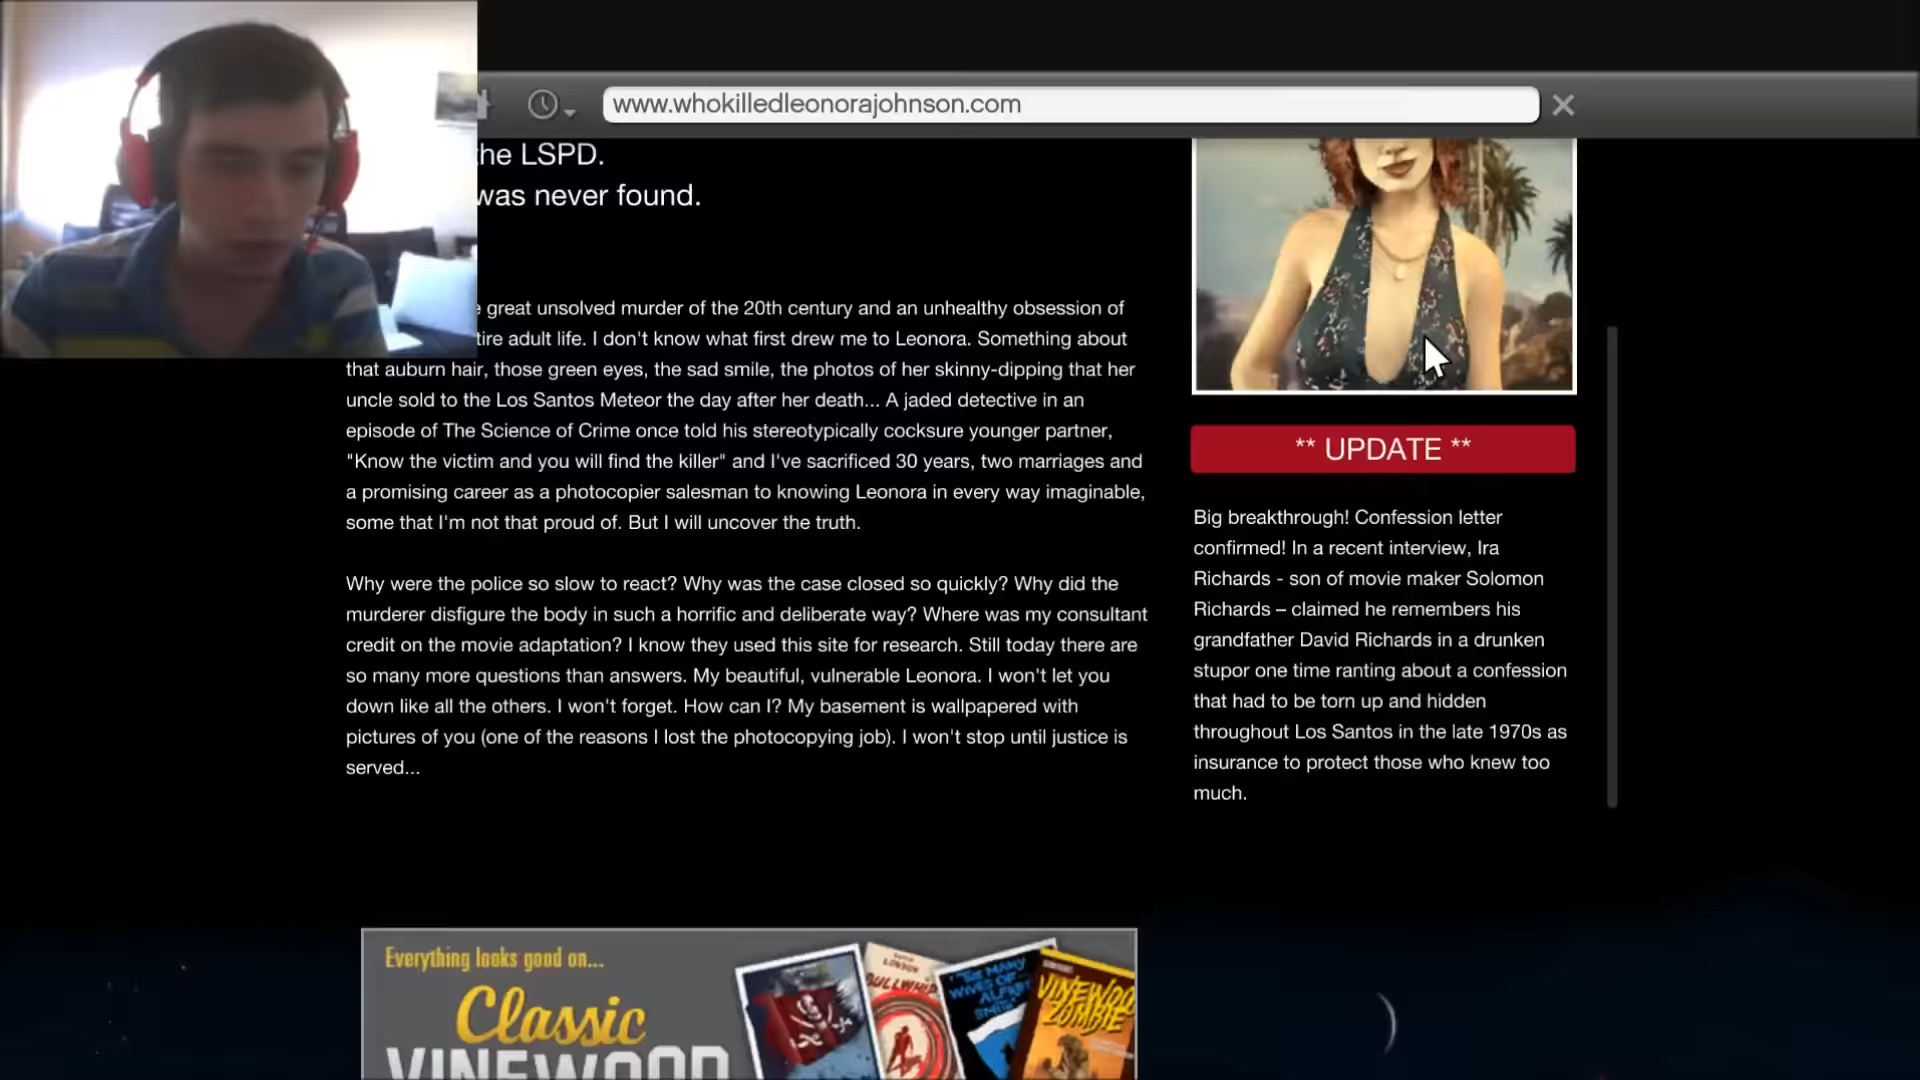 www.whokilledleonorajohnson.com
he LSPD.
was never found.
great unsolved murder of the 20th century and an unhealthy obsession of
tire adult life. I don't know what first drew me to Leonora. Something about
that auburn hair, those green eyes, the sad smile, the photos of her skinny-dipping that her
uncle sold to the Los Santos Meteor the day after her death... A jaded detective in an
episode of The Science of Crime once told his stereotypically cocksure younger partner,
"Know the victim and you will find the killer" and I've sacrificed 30 years, two marriages and
a promising career as a photocopier salesman to knowing Leonora in every way imaginable,
some that I'm not that proud of. But I will uncover the truth.
Why were the police so slow to react? Why was the case closed so quickly? Why did the
murderer disfigure the body in such a horrific and deliberate way? Where was my consultant
credit on the movie adaptation? I know they used this site for research. Still today there are
so many more questions than answers. My beautiful, vulnerable Leonora. I won't let you
down like all the others. I won't forget. How can I? My basement is wallpapered with
pictures of you (one of the reasons I lost the photocopying job). I won't stop until justice is
served...
** UPDATE **
Big breakthrough! Confession letter
confirmed! In a recent interview, Ira
Richards - son of movie maker Solomon
Richards – claimed he remembers his
grandfather David Richards in a drunken
stupor one time ranting about a confession
that had to be torn up and hidden
throughout Los Santos in the late 1970s as
insurance to protect those who knew too
much.
Everything looks good on...
Classic
VINEWOOD
LONDON
BULLWHIP
THE MANY
WIVES OF
ALFRED
SMITH
VINEWOOD
ZOMBIE